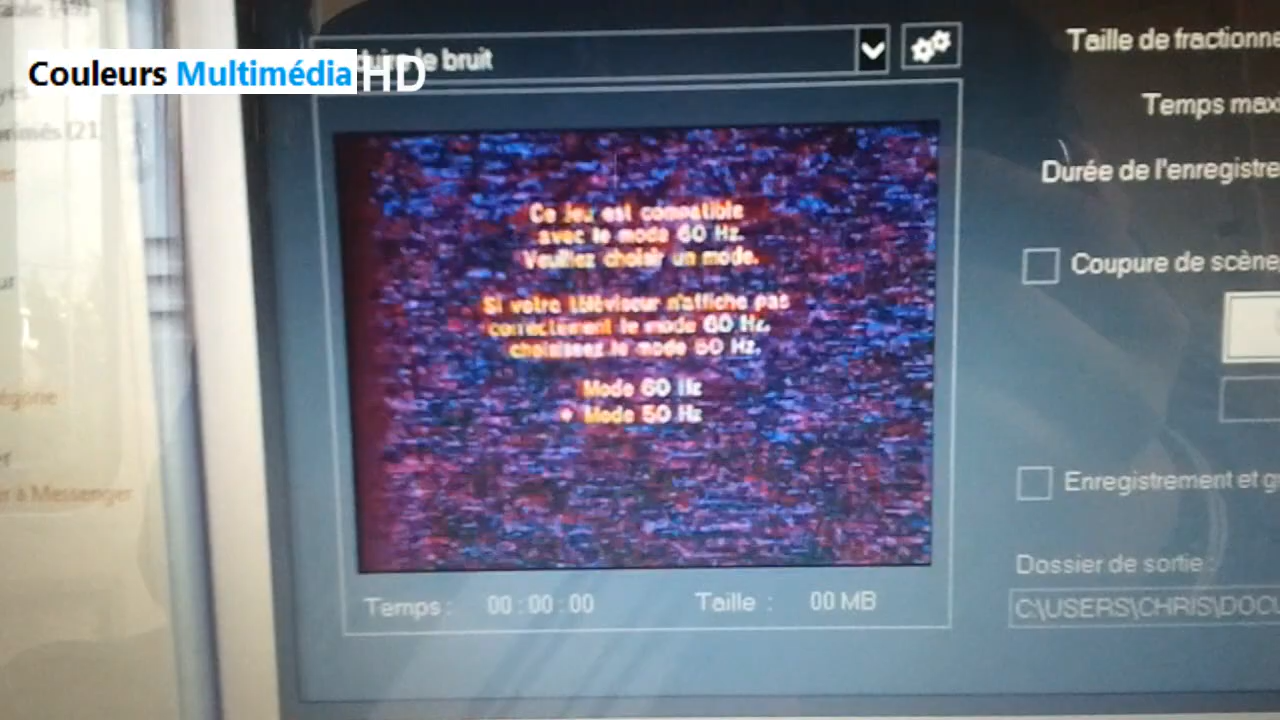 Couleurs Multimédia HD
le bruit
Taille de fractionne
Temps max
Durée de l'enregistre
Coupure de scène
Enregistrement et g
Dossier de sortie :
C:\USERS\CHRIS\DOCU
Ce jeu est compatible
avec le mode 60 Hz.
Veuillez choisir un mode.
Si votre téléviseur n'affiche pas
correctement le mode 60 Hz,
choisissez le mode 50 Hz.
Mode 60 Hz
Mode 50 Hz
Temps : 00 : 00 : 00
Taille : 00 MB
égorie
r à Messenger